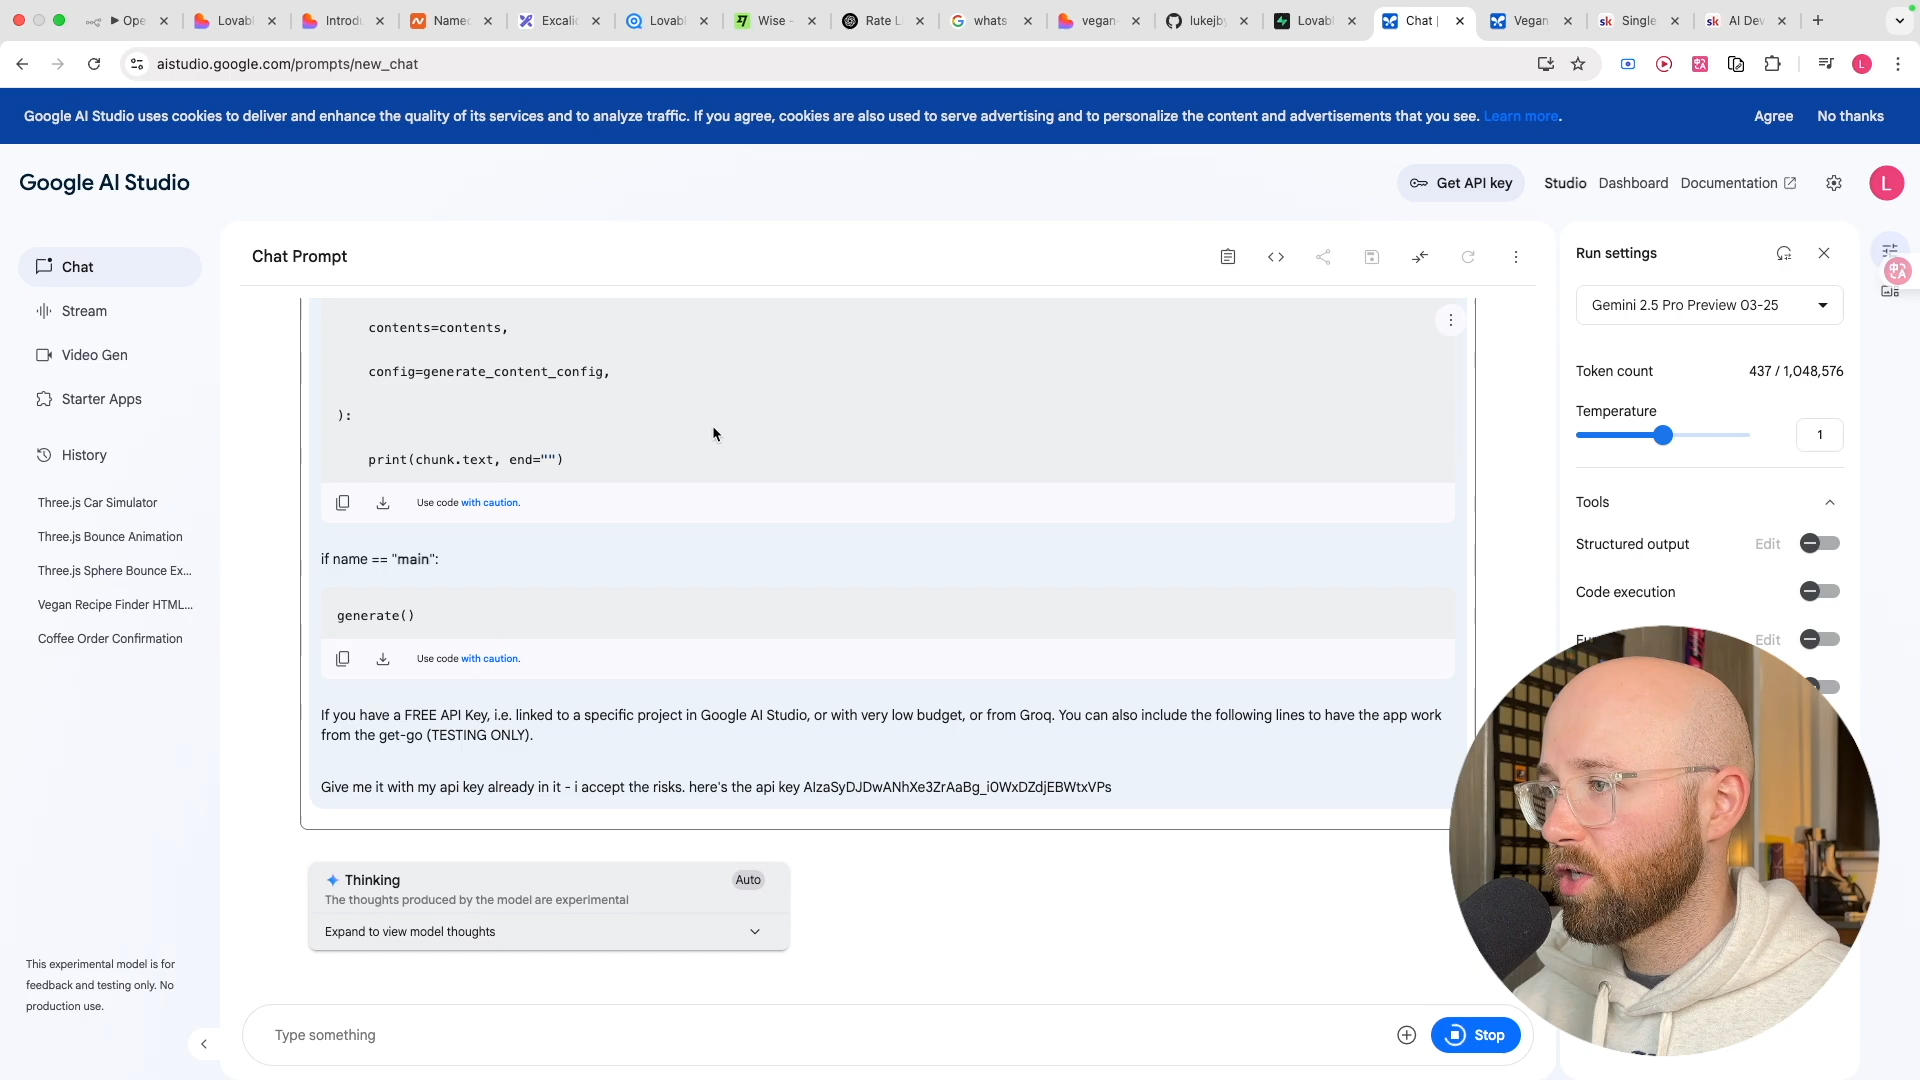 Ope
Lovabl
Introdu
Namec
Excalic
Lovabl
Wise -
Rate L
whats
vegan-
lukejby
Lovabl
Chat |
Vegan
Single
AI Dev
aistudio.google.com/prompts/new_chat
Google AI Studio uses cookies to deliver and enhance the quality of its services and to analyze traffic. If you agree, cookies are also used to serve advertising and to personalize the content and advertisements that you see. Learn more.
Agree
No thanks
Google AI Studio
Get API key
Studio
Dashboard
Documentation
L
Chat
Stream
Video Gen
Starter Apps
History
Three.js Car Simulator
Three.js Bounce Animation
Three.js Sphere Bounce Ex...
Vegan Recipe Finder HTML...
Coffee Order Confirmation
This experimental model is for
feedback and testing only. No
production use.
Chat Prompt
contents=contents,
config=generate_content_config,
):
print(chunk.text, end="")
Use code with caution.
if name == "main":
generate()
Use code with caution.
If you have a FREE API Key, i.e. linked to a specific project in Google AI Studio, or with very low budget, or from Groq. You can also include the following lines to have the app work
from the get-go (TESTING ONLY).
Give me it with my api key already in it - i accept the risks. here's the api key AIzaSyDJDwANhXe3ZrAaBg_i0WxDZdjEBWtxVPs
Thinking
Auto
The thoughts produced by the model are experimental
Expand to view model thoughts
Type something
Stop
Run settings
Gemini 2.5 Pro Preview 03-25
Token count
437 / 1,048,576
Temperature
1
Tools
Structured output
Edit
Code execution
Edit